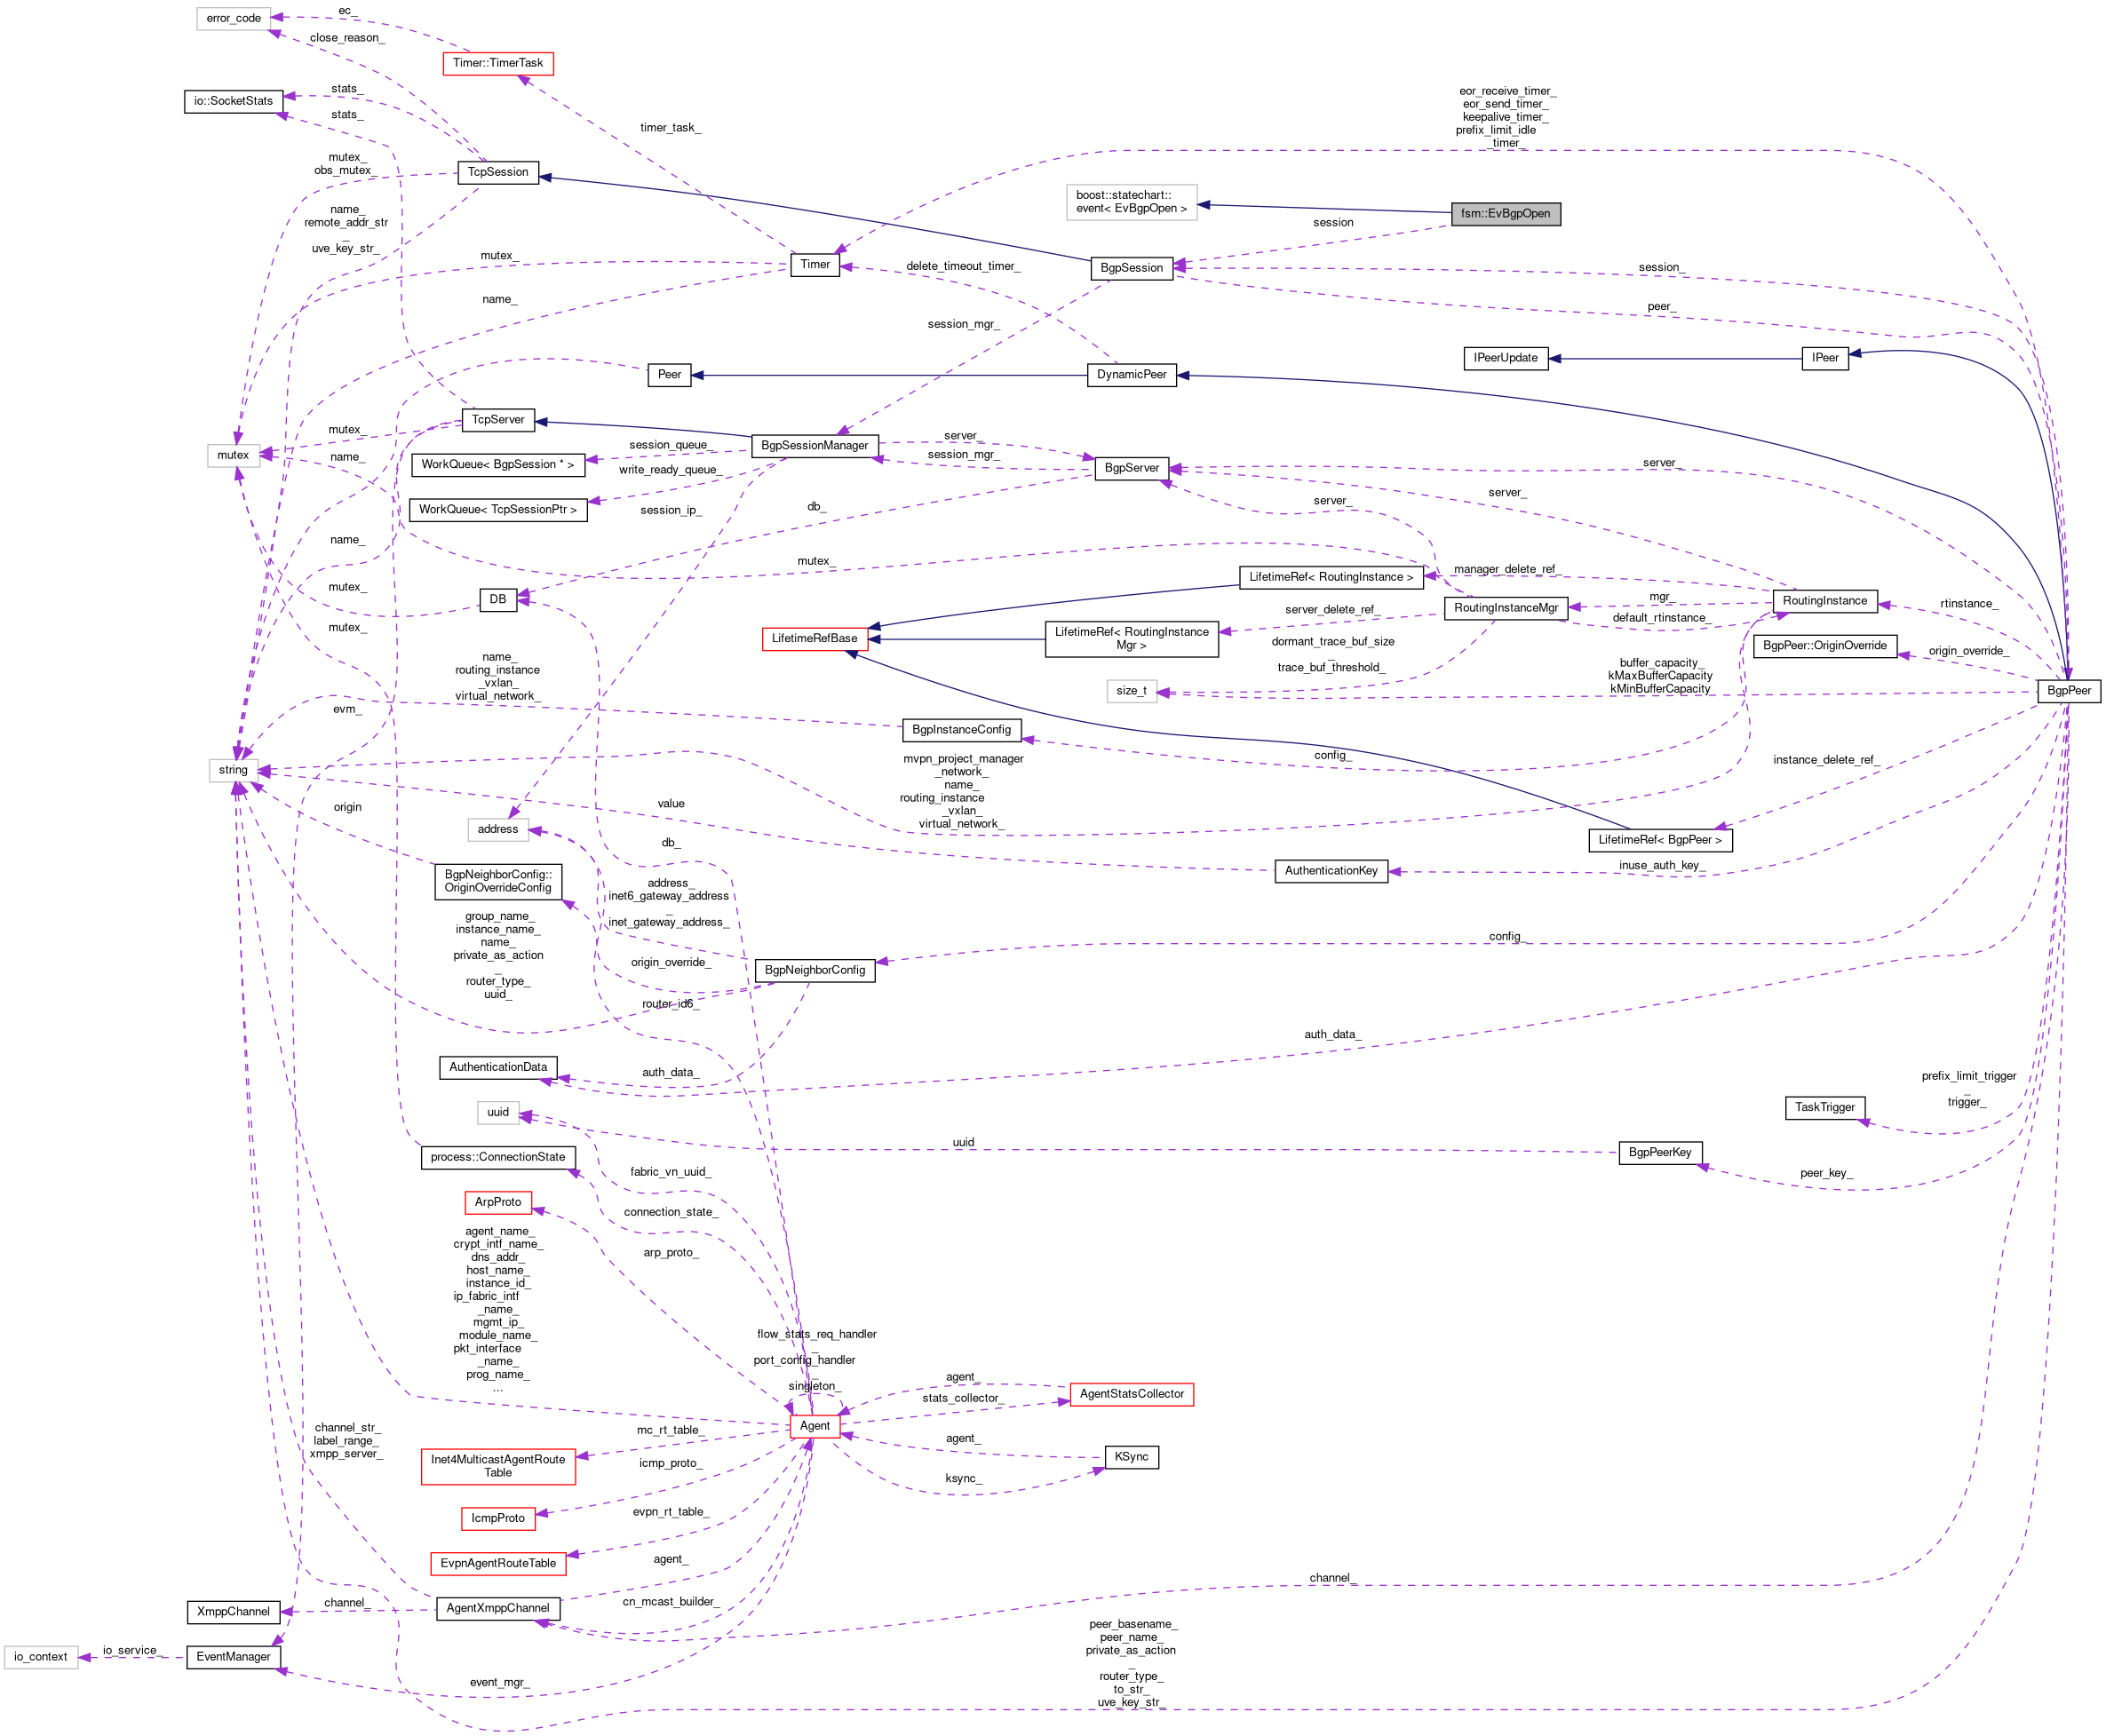 error_code
ec_
close_reason_
Timer::TimerTask
io::SocketStats
stats_
stats_
timer_task_
eor_receive_timer_
eor_send_timer_
keepalive_timer_
prefix_limit_idle
_timer_
mutex_
obs_mutex_
TcpSession
boost::statechart::
event< EvBgpOpen >
fsm::EvBgpOpen
session
name_
remote_addr_str
_
uve_key_str_
mutex_
Timer
delete_timeout_timer_
BgpSession
session_
name_
peer_
session_mgr_
IPeerUpdate
IPeer
Peer
DynamicPeer
TcpServer
mutex_
name_
mutex
BgpSessionManager
session_queue_
server_
session_mgr_
BgpServer
server_
WorkQueue< BgpSession * >
write_ready_queue_
WorkQueue< TcpSessionPtr >
session_ip_
db_
server_
server_
name_
mutex_
manager_delete_ref_
LifetimeRef< RoutingInstance >
mutex_
DB
RoutingInstanceMgr
mgr_
RoutingInstance
rtinstance_
server_delete_ref_
default_rtinstance_
mutex_
LifetimeRefBase
LifetimeRef< RoutingInstance
Mgr >
BgpPeer::OriginOverride
origin_override_
dormant_trace_buf_size
_
trace_buf_threshold_
name_
routing_instance
_vxlan_
virtual_network_
buffer_capacity_
kMaxBufferCapacity
kMinBufferCapacity
size_t
BgpPeer
evm_
BgpInstanceConfig
config_
instance_delete_ref_
string
mvpn_project_manager
_network_
name_
routing_instance
_vxlan_
virtual_network_
origin
value
address
LifetimeRef< BgpPeer >
db_
inuse_auth_key_
AuthenticationKey
BgpNeighborConfig::
OriginOverrideConfig
address_
inet6_gateway_address
_
inet_gateway_address_
group_name_
instance_name_
name_
private_as_action
_
router_type_
uuid_
config_
origin_override_
BgpNeighborConfig
router_id6_
auth_data_
AuthenticationData
auth_data_
prefix_limit_trigger
_
trigger_
TaskTrigger
uuid
uuid
BgpPeerKey
process::ConnectionState
fabric_vn_uuid_
peer_key_
ArpProto
connection_state_
arp_proto_
agent_name_
crypt_intf_name_
dns_addr_
host_name_
instance_id_
ip_fabric_intf
_name_
mgmt_ip_
module_name_
pkt_interface
_name_
prog_name_
...
flow_stats_req_handler
_
port_config_handler
_
singleton_
agent_
stats_collector_
AgentStatsCollector
Agent
channel_str_
label_range_
xmpp_server_
mc_rt_table_
agent_
KSync
Inet4MulticastAgentRoute
Table
icmp_proto_
ksync_
IcmpProto
evpn_rt_table_
EvpnAgentRouteTable
agent_
channel_
XmppChannel
channel_
AgentXmppChannel
cn_mcast_builder_
io_context
io_service_
EventManager
event_mgr_
peer_basename_
peer_name_
private_as_action
_
router_type_
to_str_
uve_key_str_